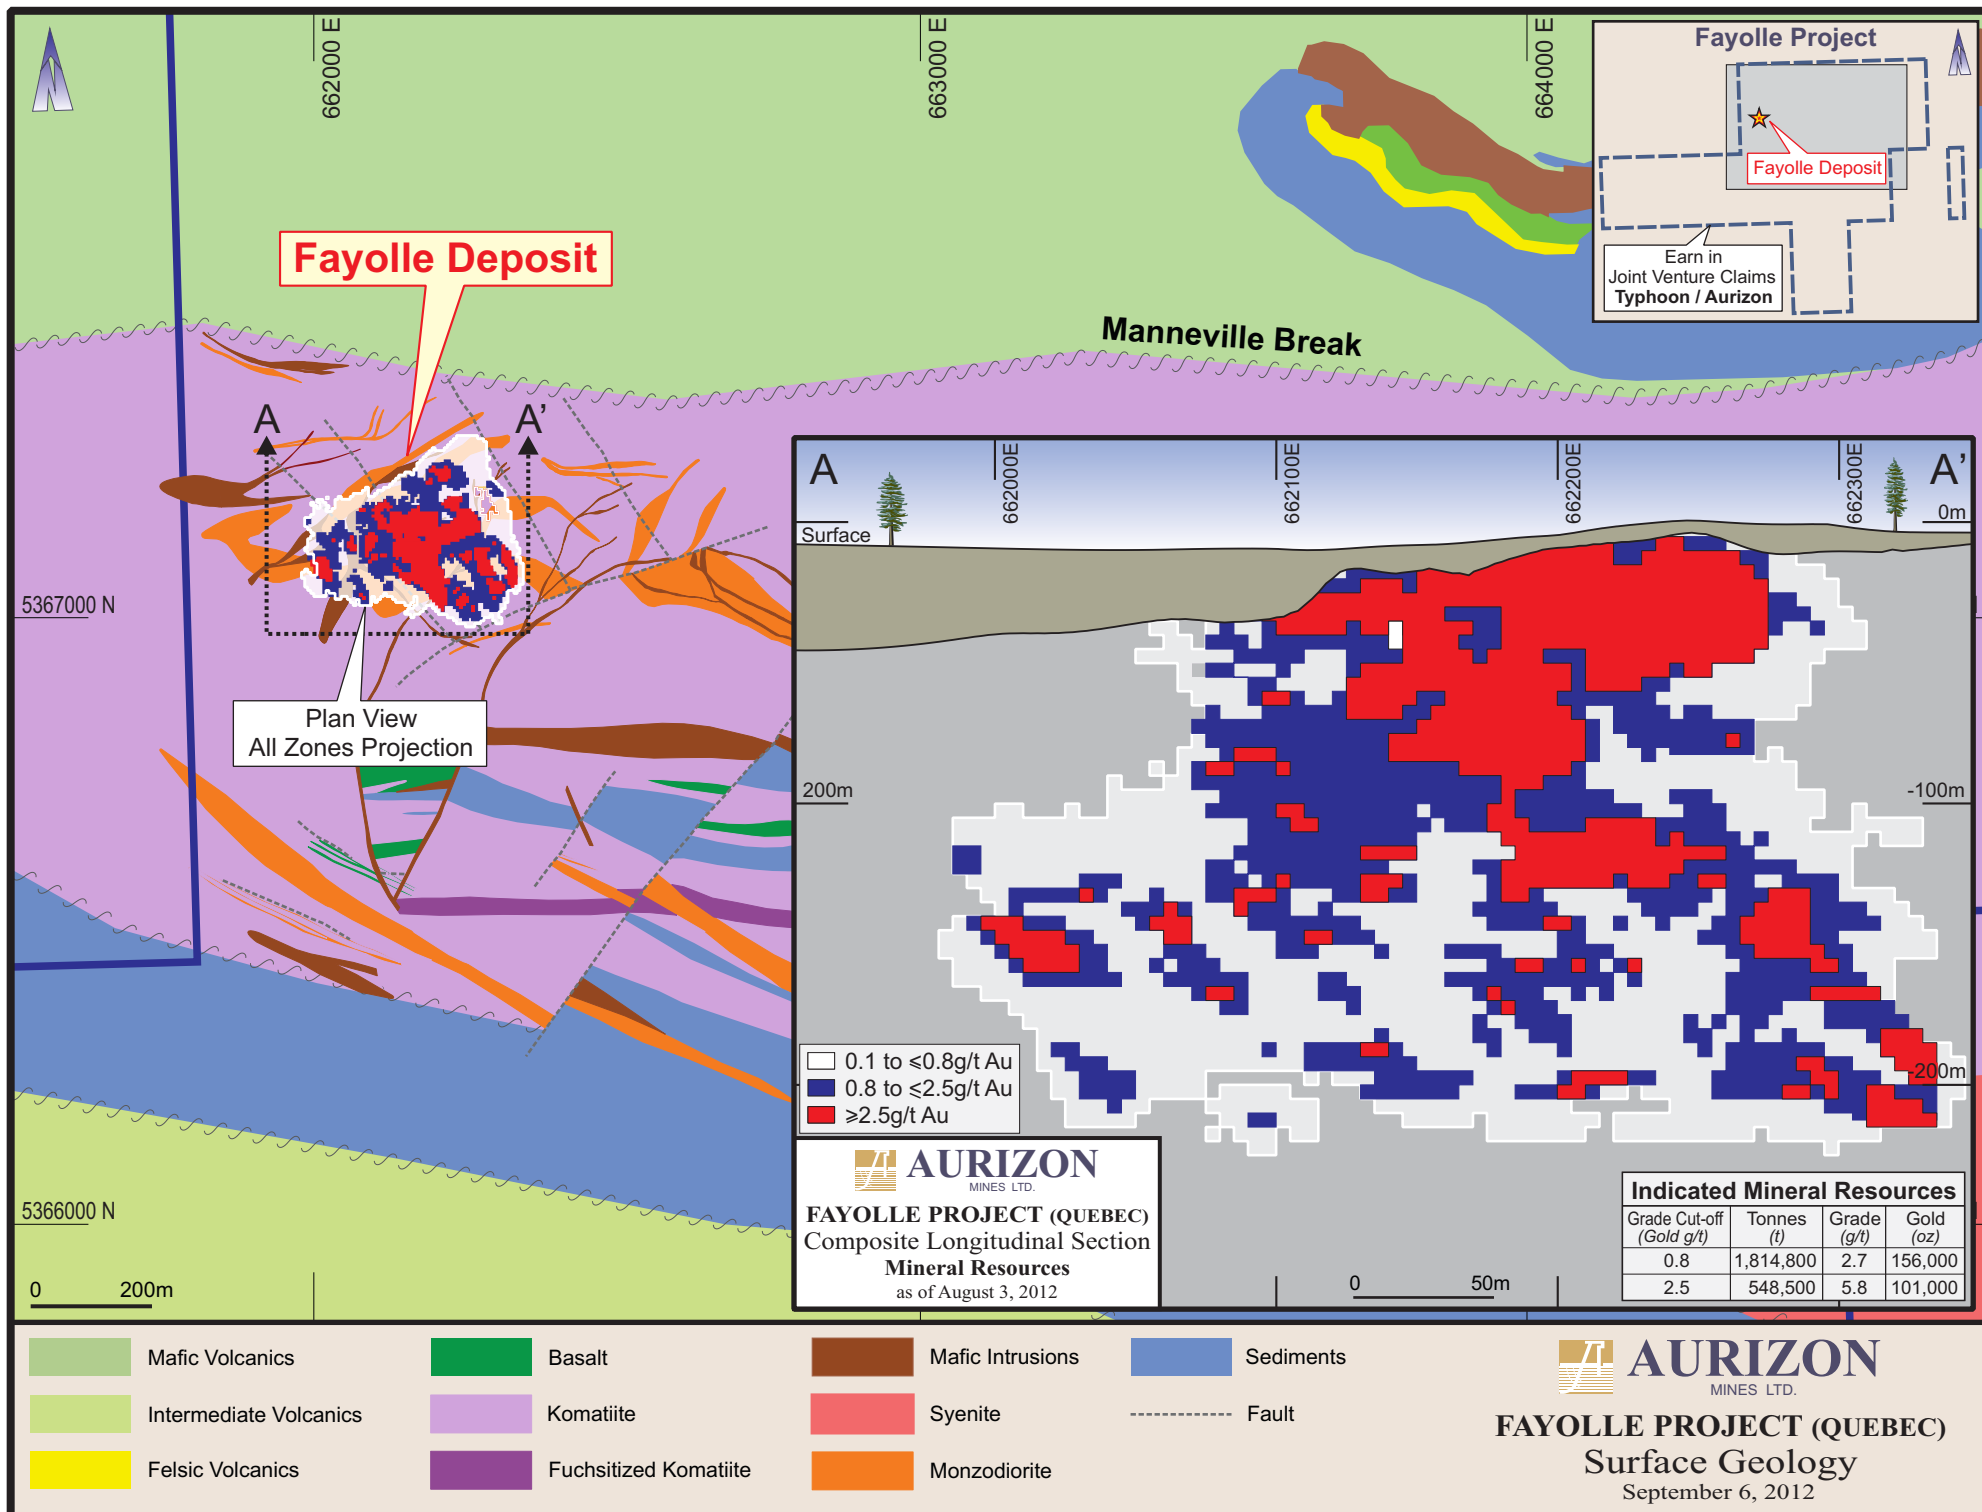 662000 E
663000 E
664000 E
Fayolle Project
Fayolle Deposit
Earn in
Joint Venture Claims
Typhoon / Aurizon
Fayolle Deposit
Manneville Break
A
A'
5367000 N
Plan View
All Zones Projection
5366000 N
0 200m
A
A'
662000E
662100E
662200E
662300E
Surface
0m
200m
-100m
-200m
0.1 to ⩽0.8g/t Au
0.8 to ⩽2.5g/t Au
⩾2.5g/t Au
AURIZON
MINES LTD.
FAYOLLE PROJECT (QUEBEC)
Composite Longitudinal Section
Mineral Resources
as of August 3, 2012
0 50m
Indicated Mineral Resources
Grade Cut-off Tonnes Grade Gold
(Gold g/t) (t) (g/t) (oz)
0.8 1,814,800 2.7 156,000
2.5 548,500 5.8 101,000
Mafic Volcanics
Intermediate Volcanics
Felsic Volcanics
Basalt
Komatiite
Fuchsitized Komatiite
Mafic Intrusions
Syenite
Monzodiorite
Sediments
Fault
AURIZON
MINES LTD.
FAYOLLE PROJECT (QUEBEC)
Surface Geology
September 6, 2012